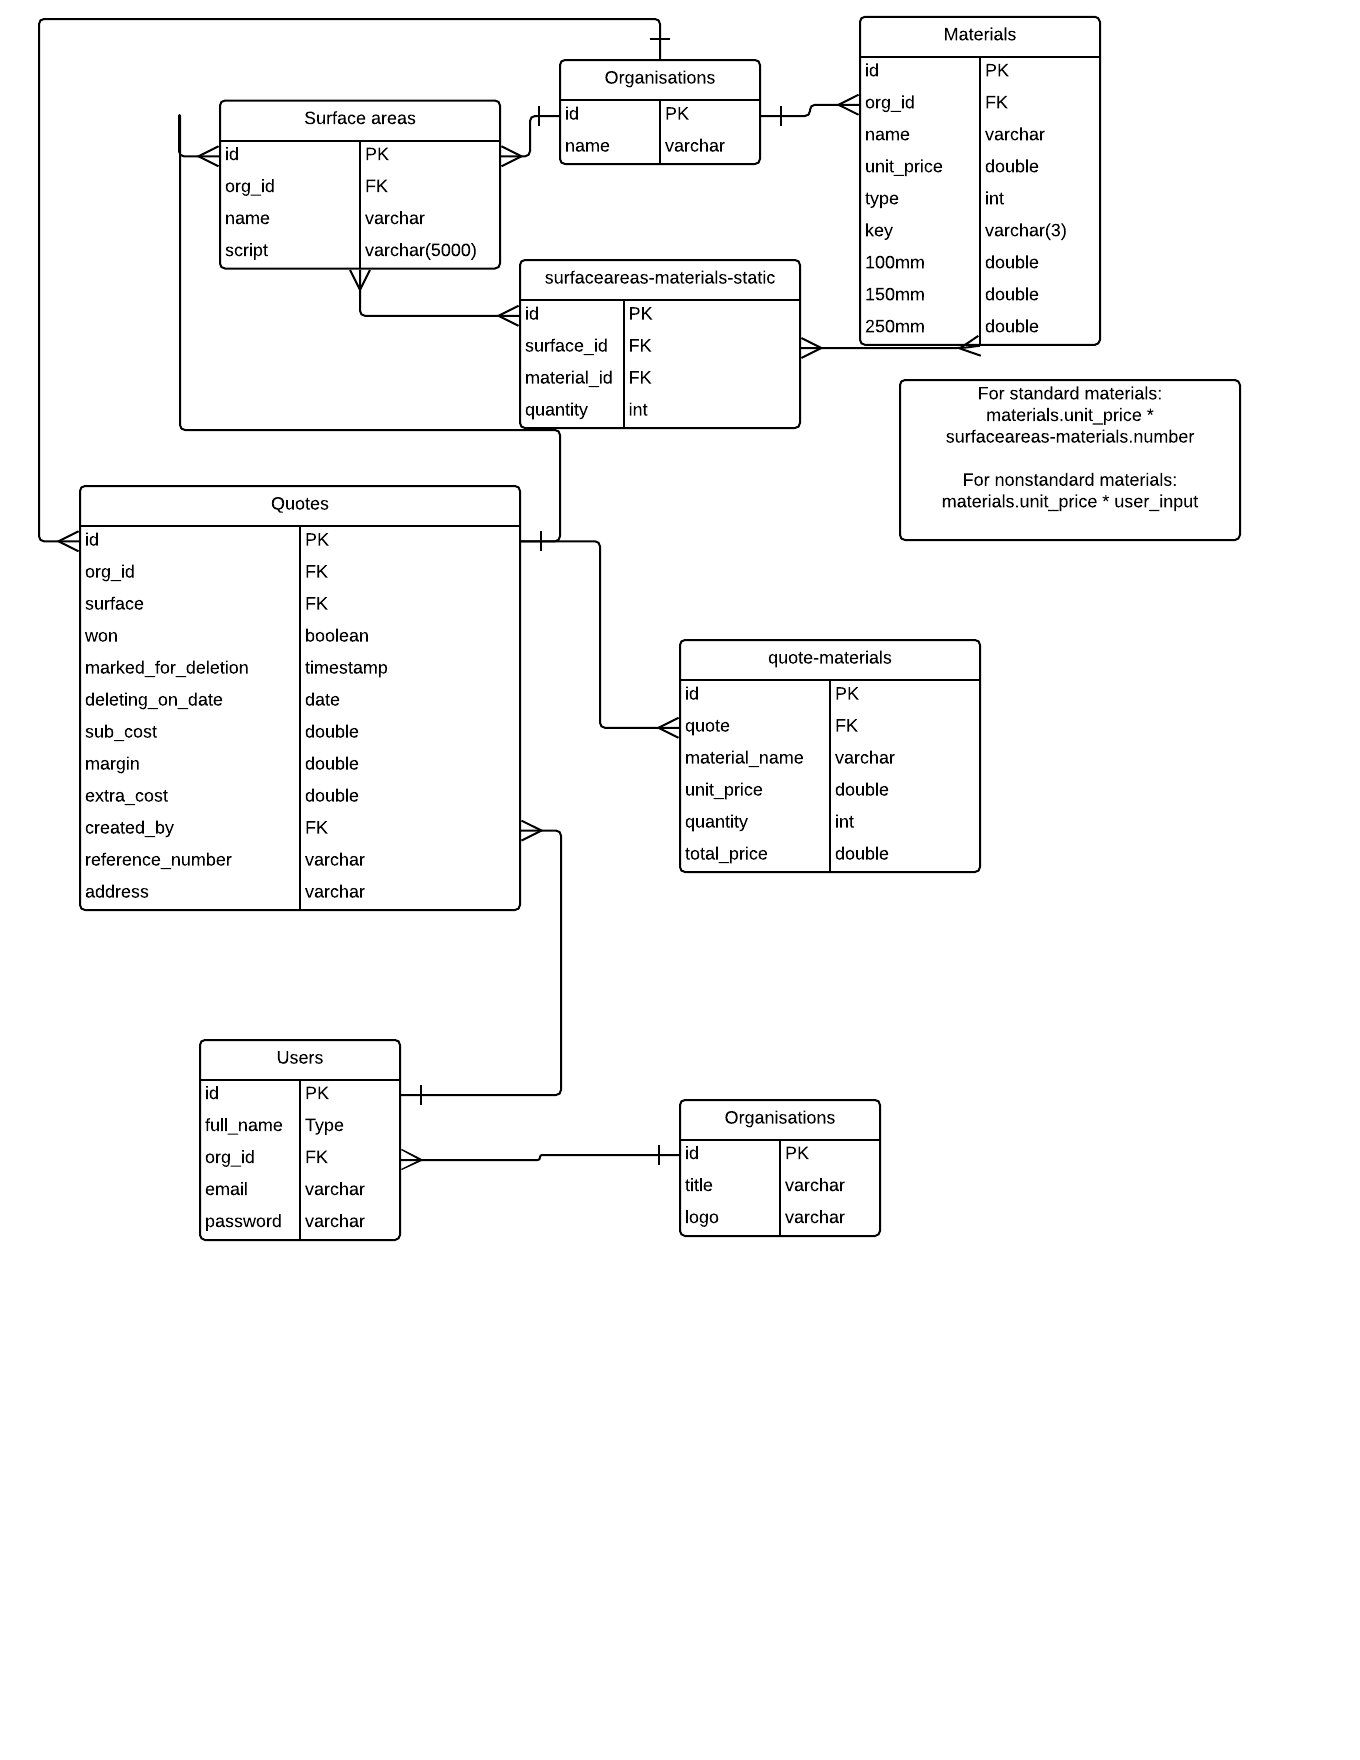 Organisations
id PK
name varchar
Materials
id PK
org_id FK
name varchar
unit_price double
type int
key varchar(3)
100mm double
150mm double
250mm double
Surface areas
id PK
org_id FK
name varchar
script varchar(5000)
surfaceareas-materials-static
id PK
surface_id FK
material_id FK
quantity int
For standard materials:
materials.unit_price *
surfaceareas-materials.number
For nonstandard materials:
materials.unit_price * user_input
Quotes
id PK
org_id FK
surface FK
won boolean
marked_for_deletion timestamp
deleting_on_date date
sub_cost double
margin double
extra_cost double
created_by FK
reference_number varchar
address varchar
quote-materials
id PK
quote FK
material_name varchar
unit_price double
quantity int
total_price double
Users
id PK
full_name Type
org_id FK
email varchar
password varchar
Organisations
id PK
title varchar
logo varchar